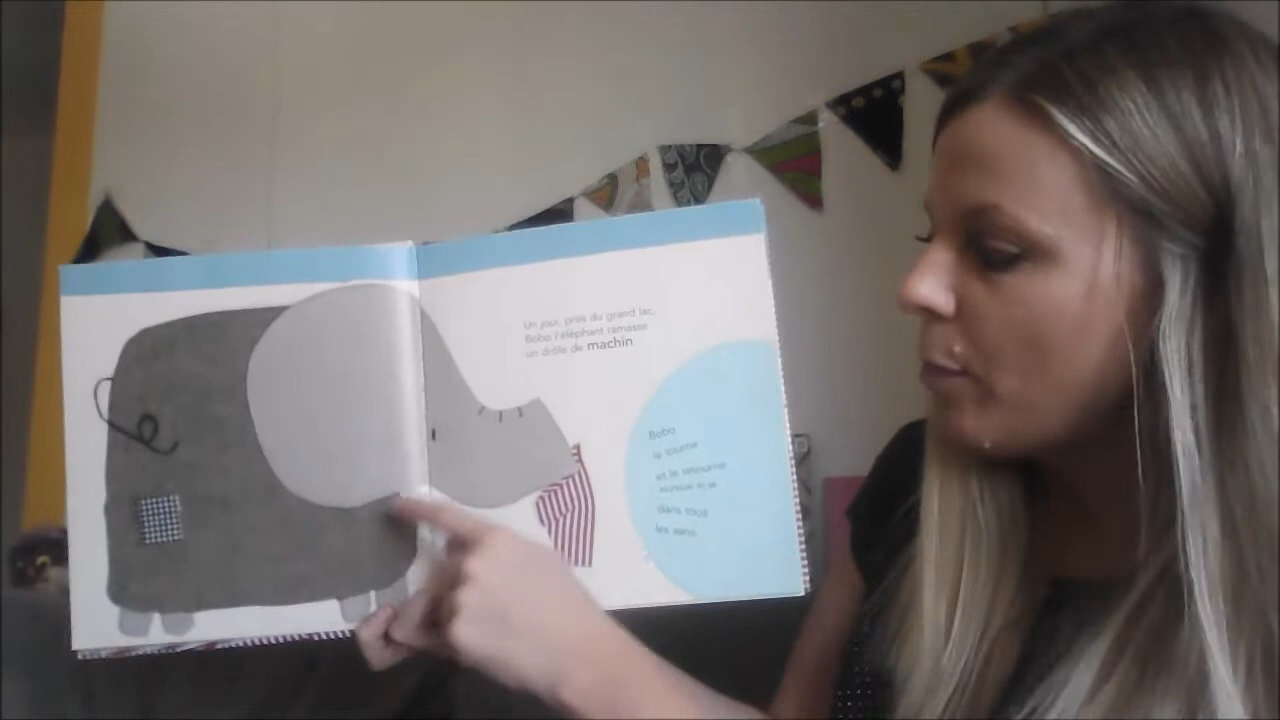 Un jour, près du grand lac,
Bobo l'éléphant ramasse
un drôle de machin
Bobo
le tourne
et le retourne
dans tous
les sens.